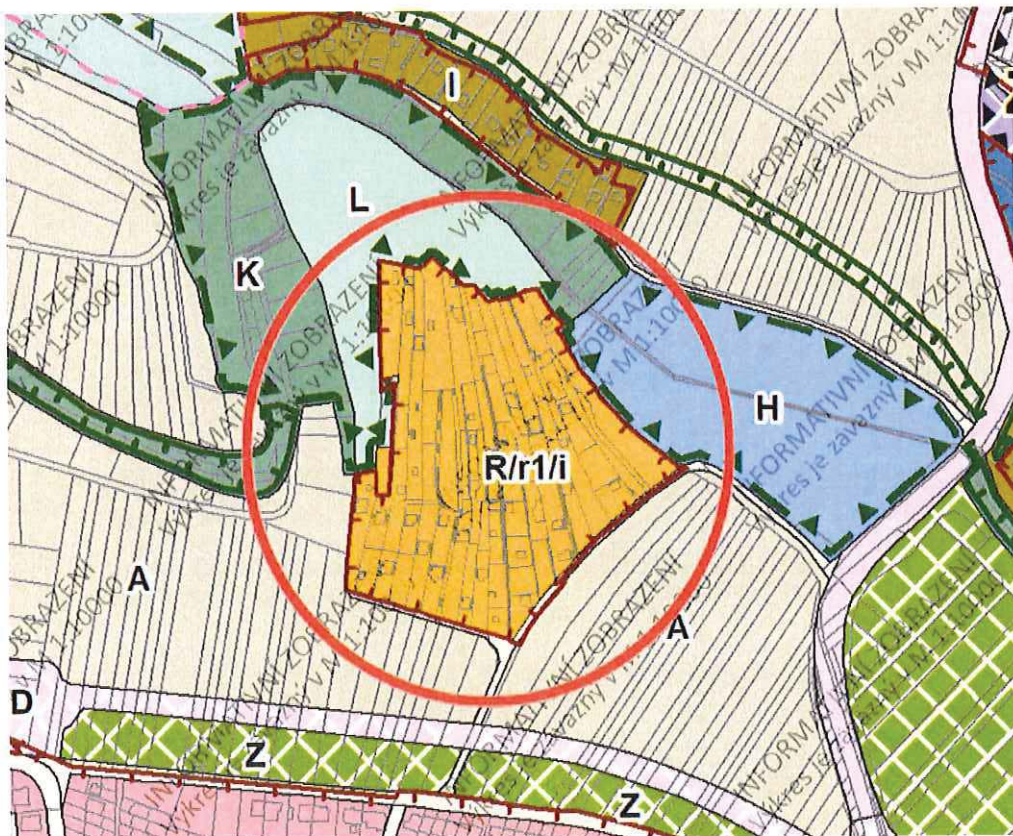 I
L
K
H
R/r1/i
A
A
D
Z
Z
INFORMATIVNÍ ZOBRAZENÍ
Výkres je závazný v M 1:10000